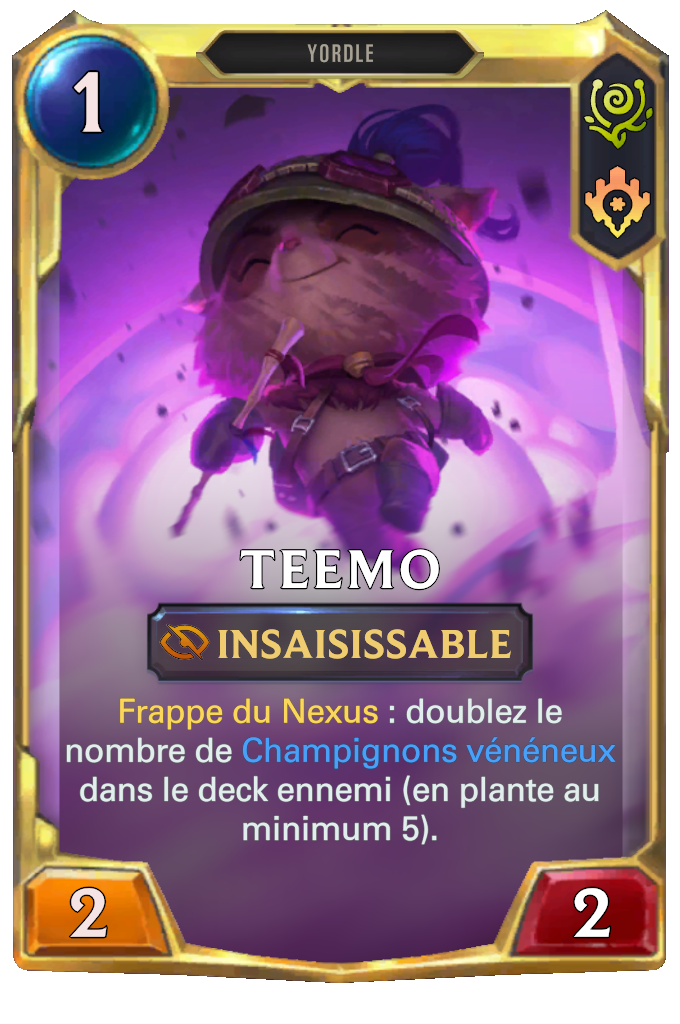 YORDLE
1
TEEMO
INSAISISSABLE
Frappe du Nexus : doublez le
nombre de Champignons vénéneux
dans le deck ennemi (en plante au
minimum 5).
2
2